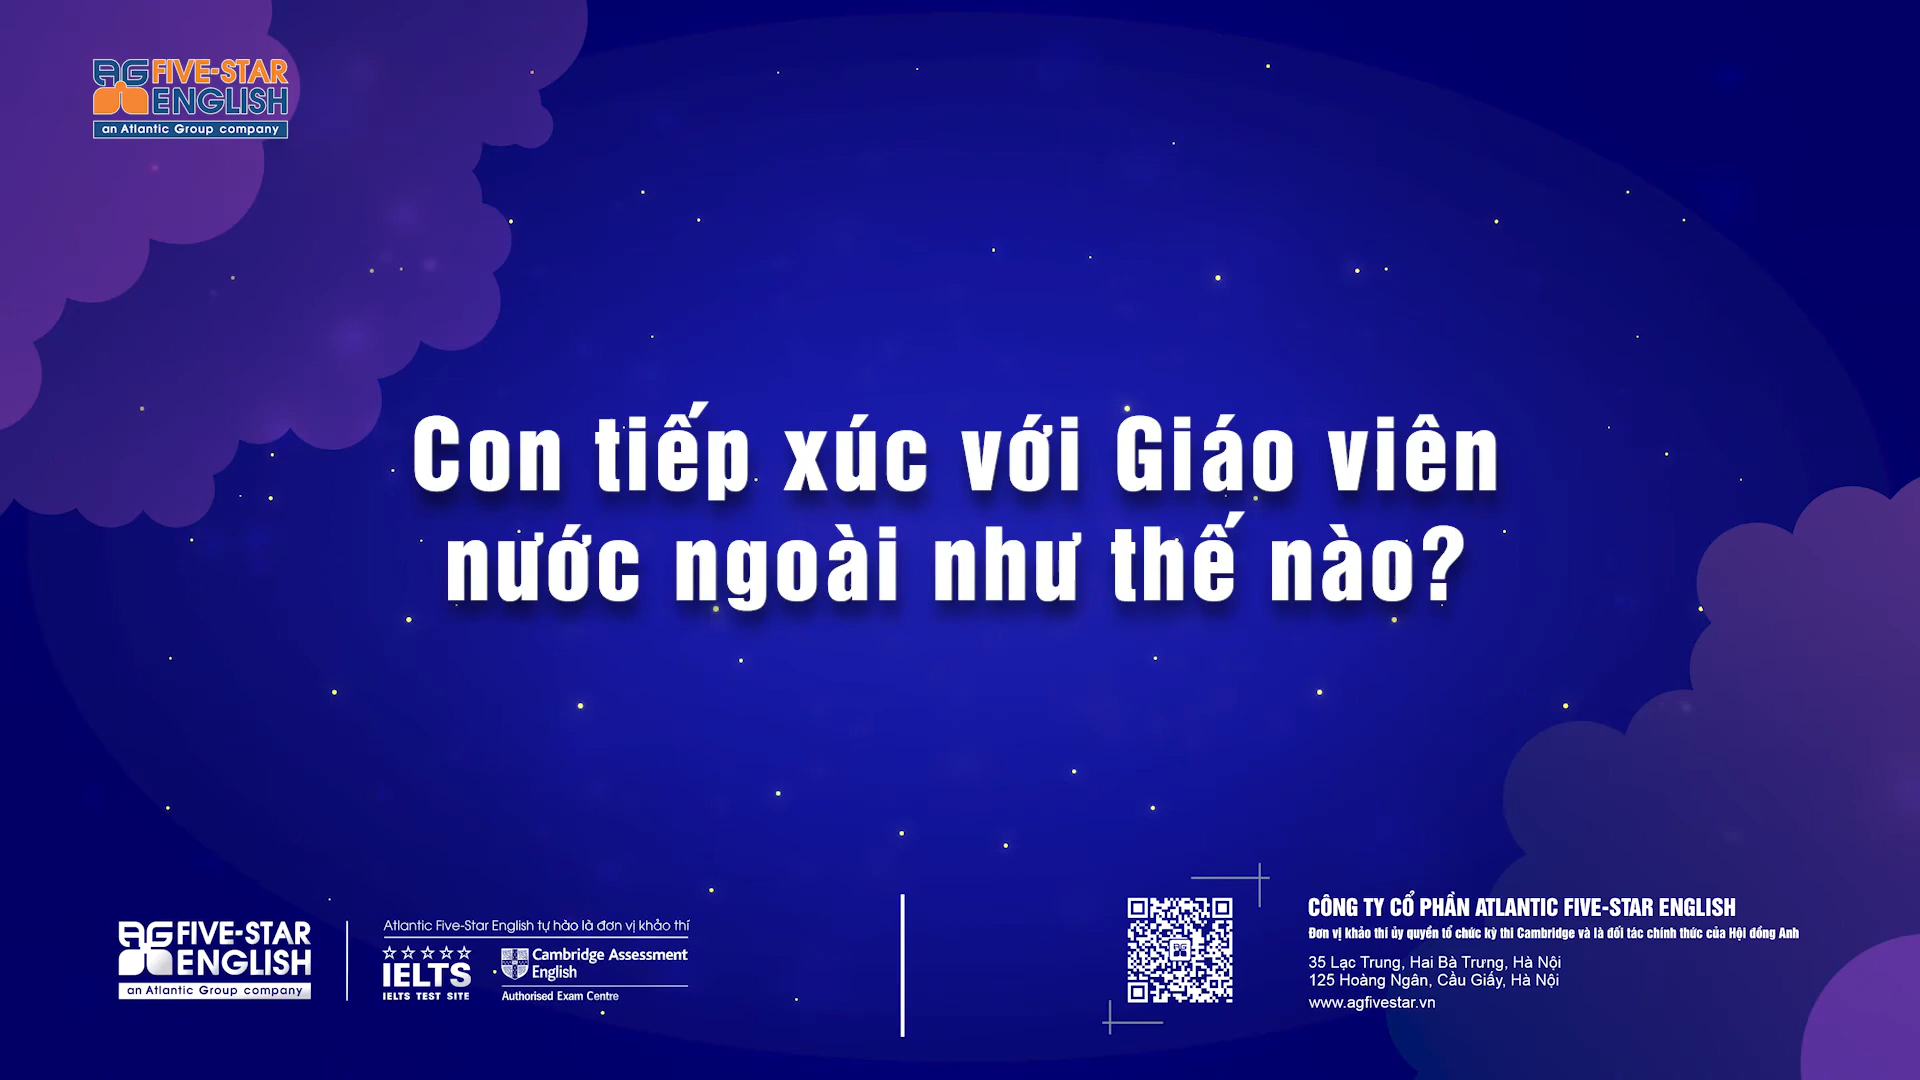 AG FIVE-STAR
ENGLISH
an Atlantic Group company
Con tiếp xúc với Giáo viên
nước ngoài như thế nào?
AG FIVE-STAR
ENGLISH
an Atlantic Group company
Atlantic Five-Star English tự hào là đơn vị khảo thí
IELTS
IELTS TEST SITE
Cambridge Assessment
English
Authorised Exam Centre
CÔNG TY CỔ PHẦN ATLANTIC FIVE-STAR ENGLISH
Đơn vị khảo thí ủy quyền tổ chức kỳ thi Cambridge và là đối tác chính thức của Hội đồng Anh
35 Lạc Trung, Hai Bà Trưng, Hà Nội
125 Hoàng Ngân, Cầu Giấy, Hà Nội
www.agfivestar.vn